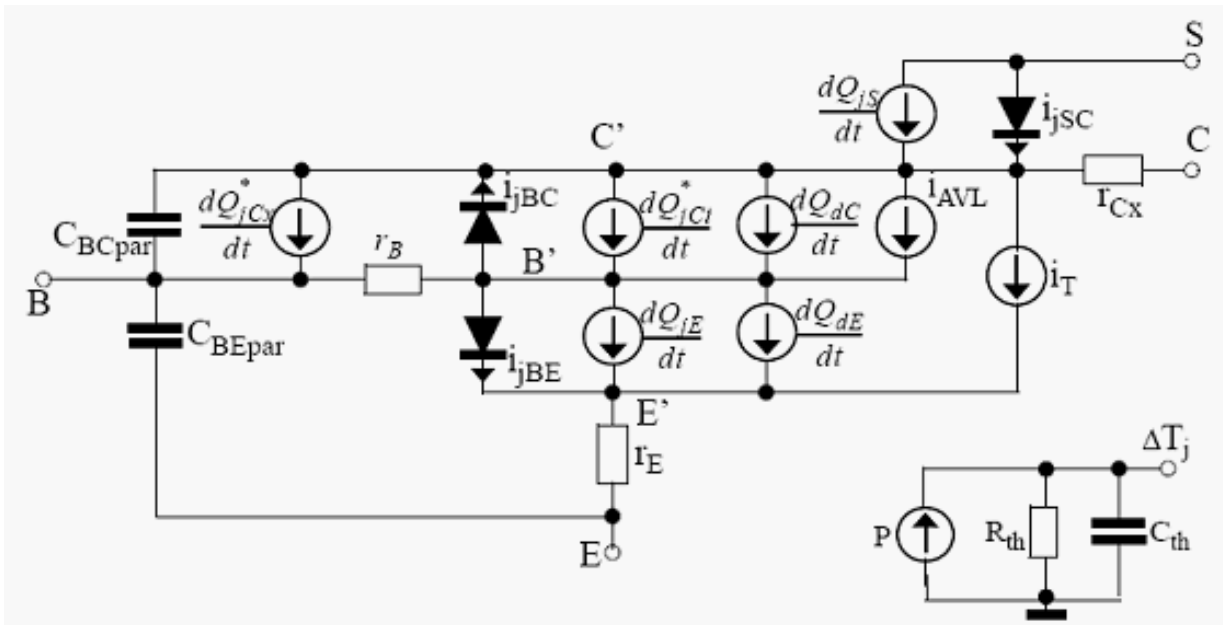 S
dQjS
dt
ijSC
C
C’
iAVL
rCx
CBCpar
dQ*jCx
dt
ijBC
dQ*jCi
dt
dQdC
dt
rB
B’
B
iT
CBEpar
ijBE
dQjE
dt
dQdE
dt
E’
rE
ΔTj
P
Rth
Cth
E